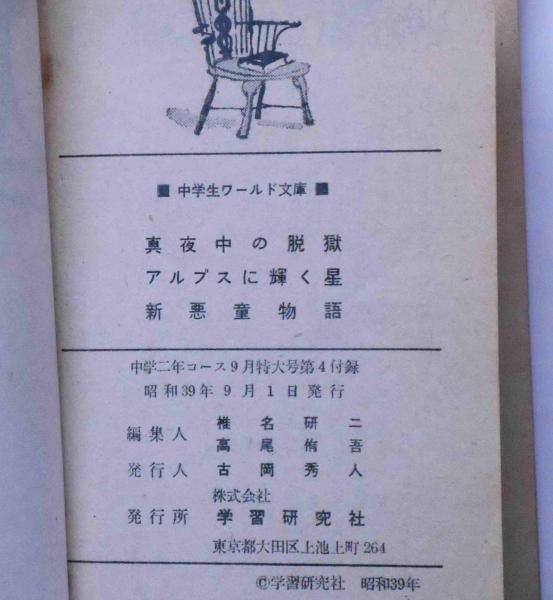 ■ 中学生ワールド文庫 ■
真夜中の脱獄
アルプスに輝く星
新悪童物語
中学二年コース9月特大号第4付録
昭和39年9月1日発行
編集人 椎名研二
高尾侑吾
発行人 古岡秀人
株式会社
発行所 学習研究社
東京都大田区上池上町264
©学習研究社 昭和39年